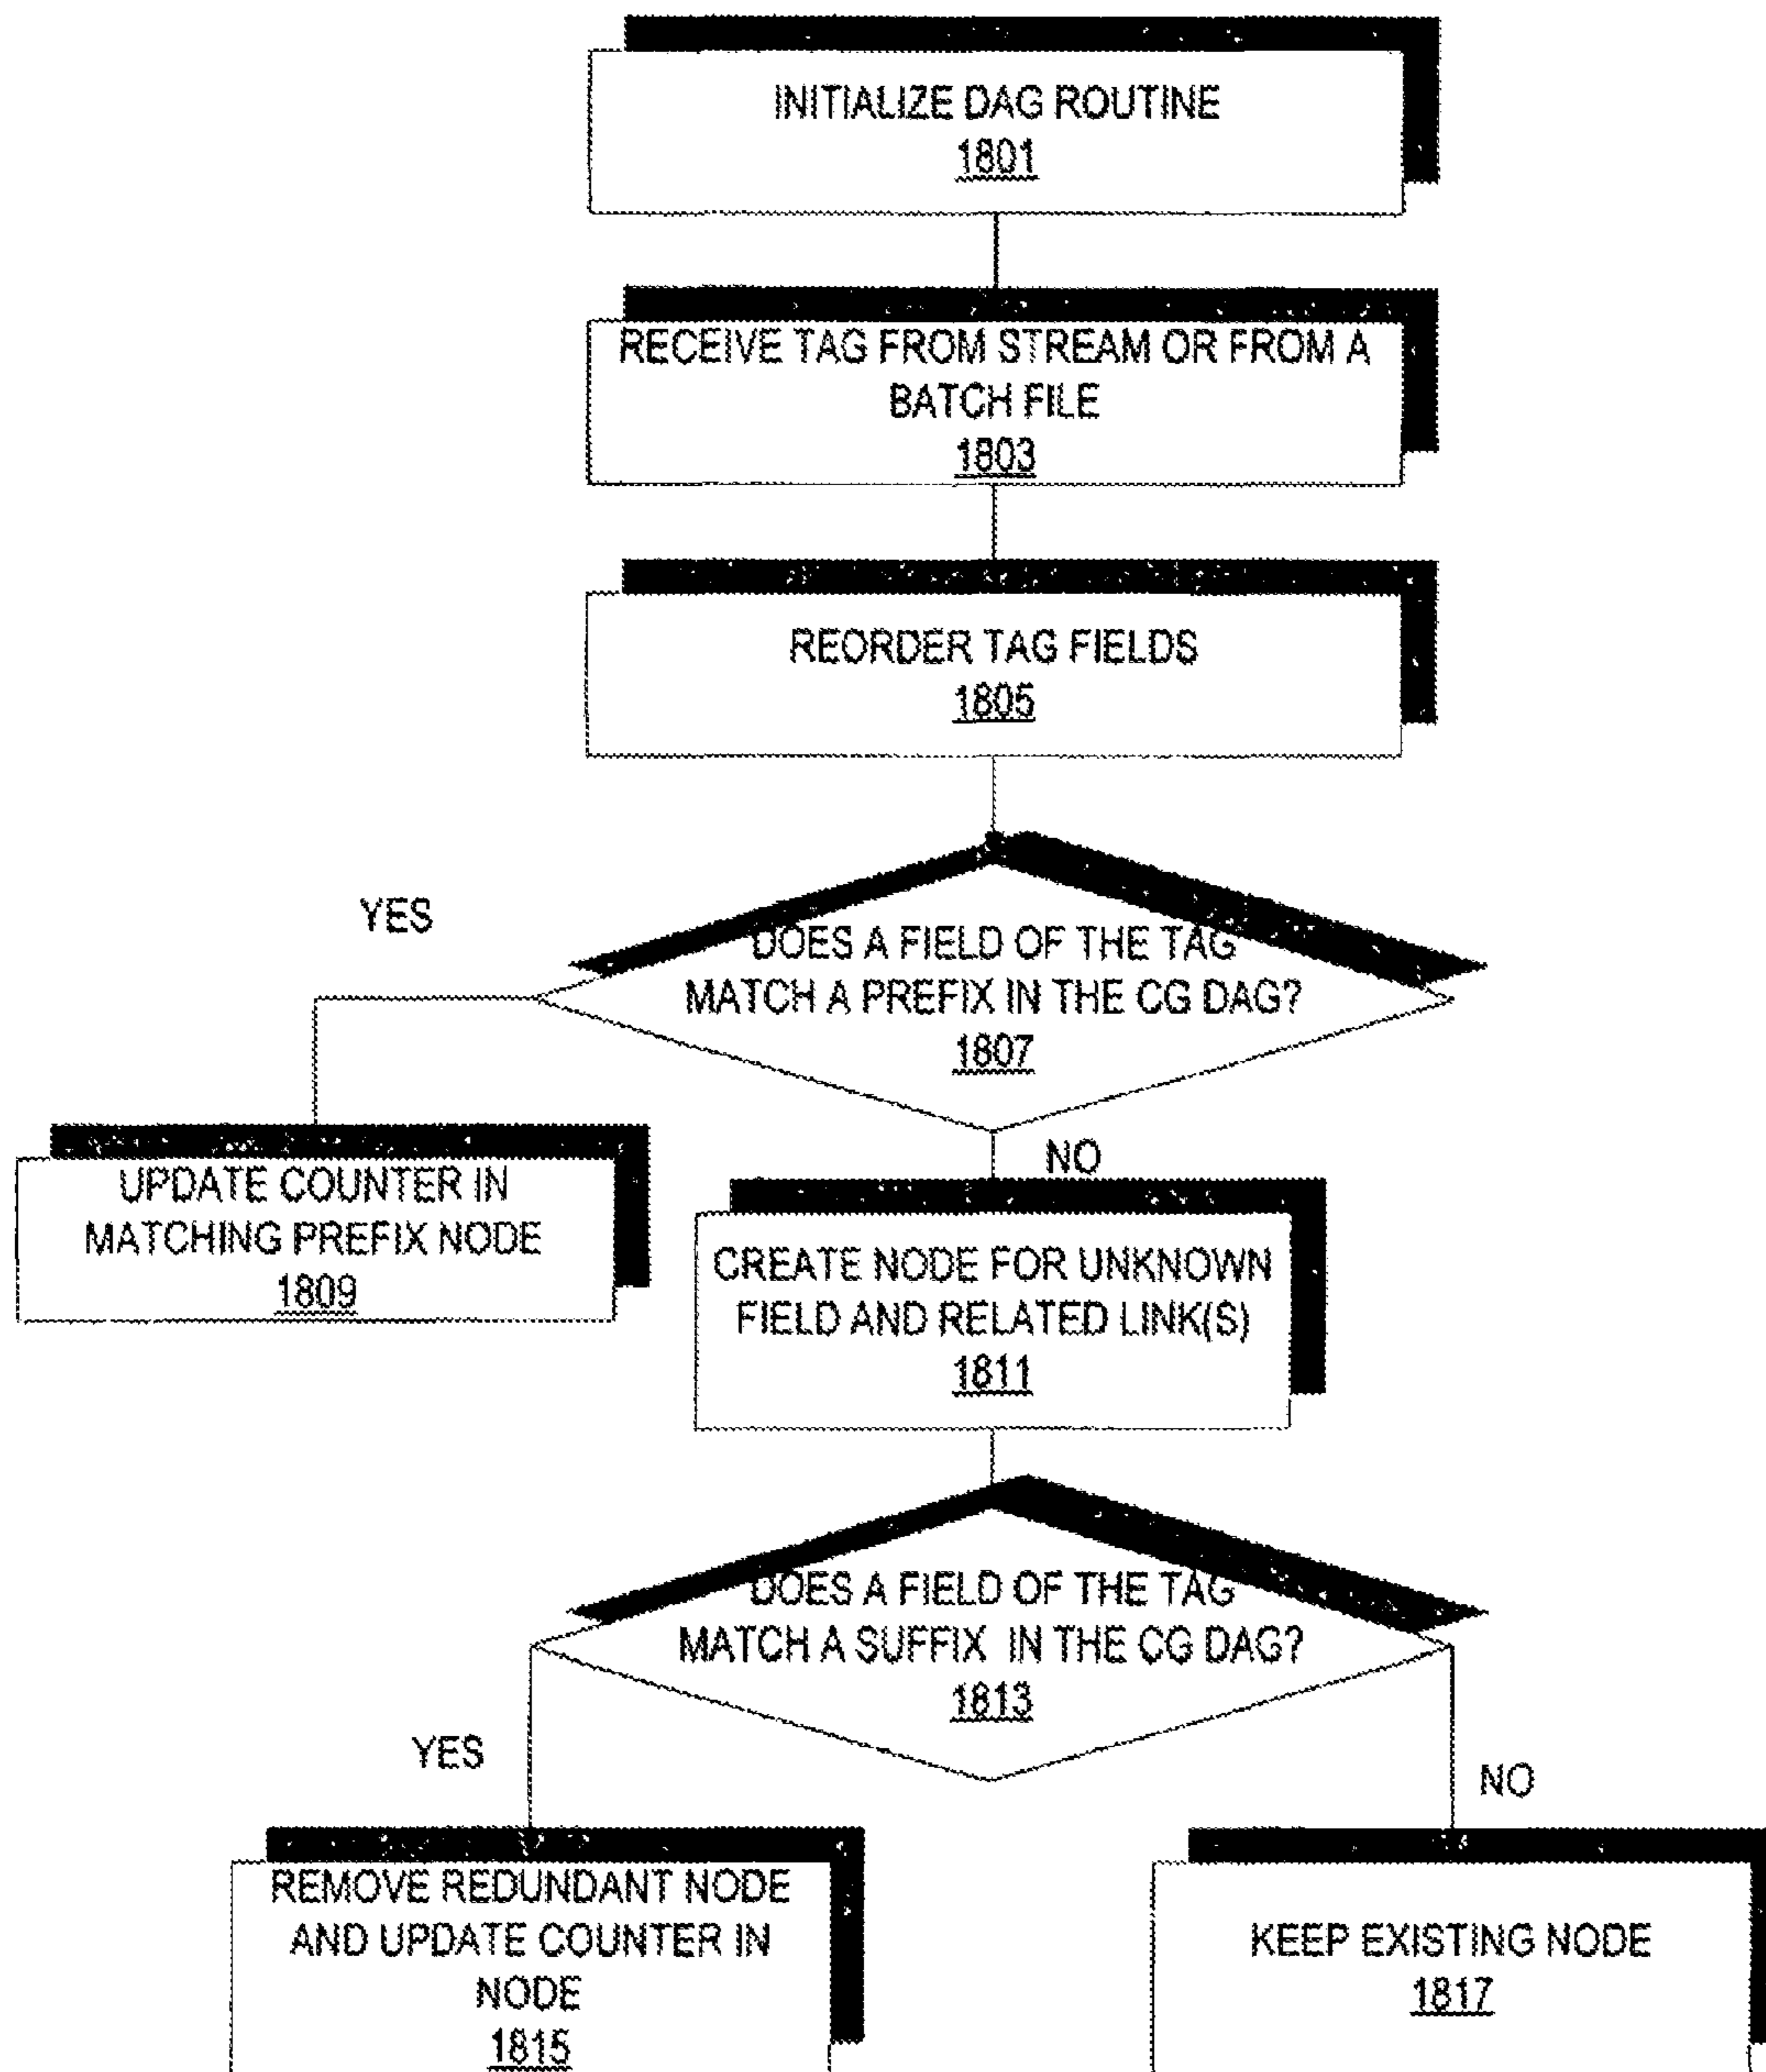 INITIALIZE DAG ROUTINE
1801
RECEIVE TAG FROM STREAM OR FROM A
BATCH FILE
1803
REORDER TAG FIELDS
1805
YES
DOES A FIELD OF THE TAG
MATCH A PREFIX IN THE CG DAG?
1807
NO
UPDATE COUNTER IN
MATCHING PREFIX NODE
1809
CREATE NODE FOR UNKNOWN
FIELD AND RELATED LINK(S)
1811
DOES A FIELD OF THE TAG
MATCH A SUFFIX IN THE CG DAG?
1813
YES
NO
REMOVE REDUNDANT NODE
AND UPDATE COUNTER IN
NODE
1815
KEEP EXISTING NODE
1817